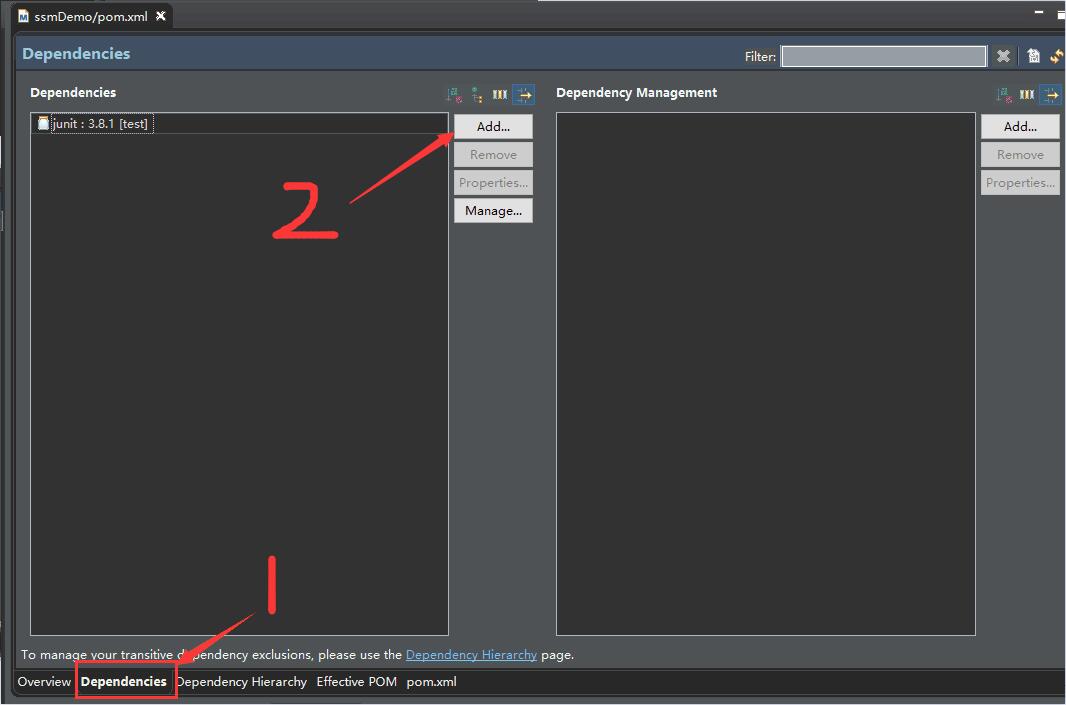 ssmDemo/pom.xml
Dependencies
Filter:
Dependencies
Dependency Management
junit : 3.8.1 [test]
Add...
Remove
Properties...
Manage...
Add...
Remove
Properties...
2
1
To manage your transitive dependency exclusions, please use the Dependency Hierarchy page.
Overview Dependencies Dependency Hierarchy Effective POM pom.xml